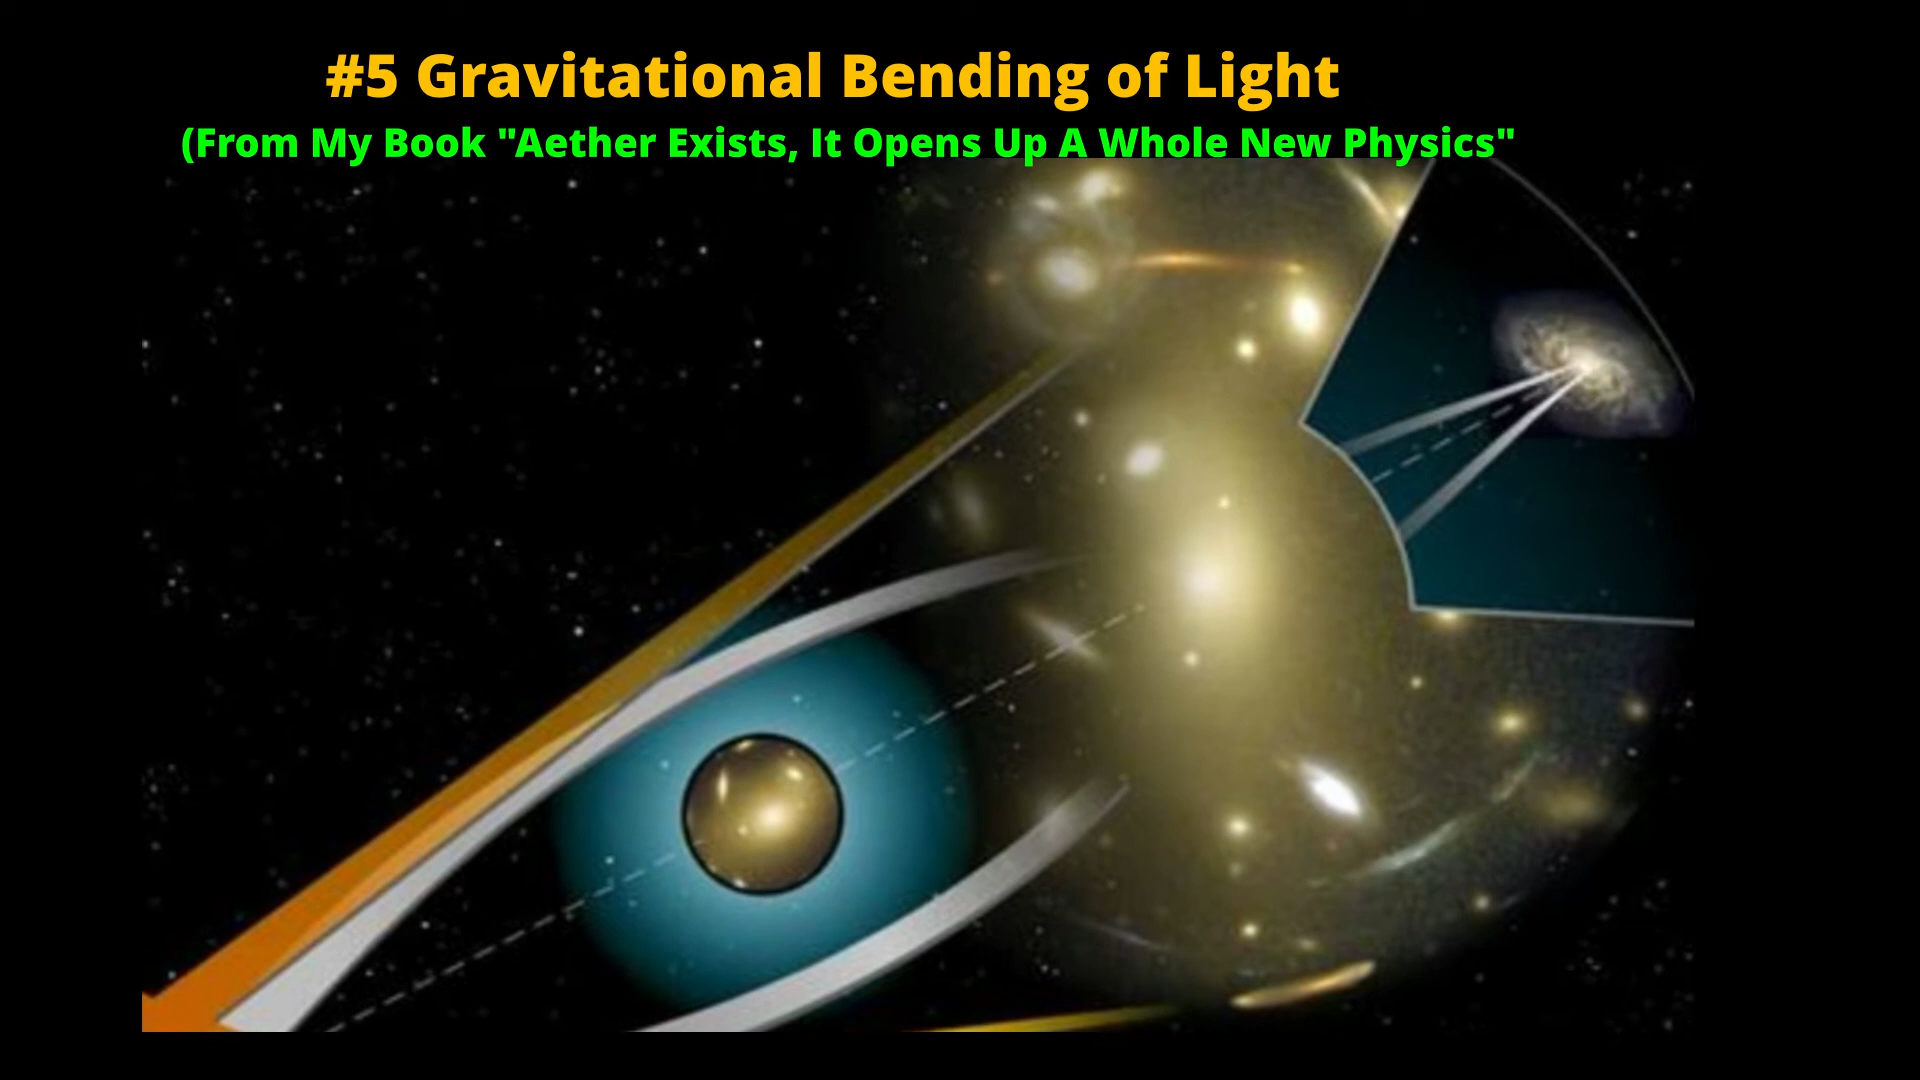 #5 Gravitational Bending of Light
(From My Book "Aether Exists, It Opens Up A Whole New Physics"